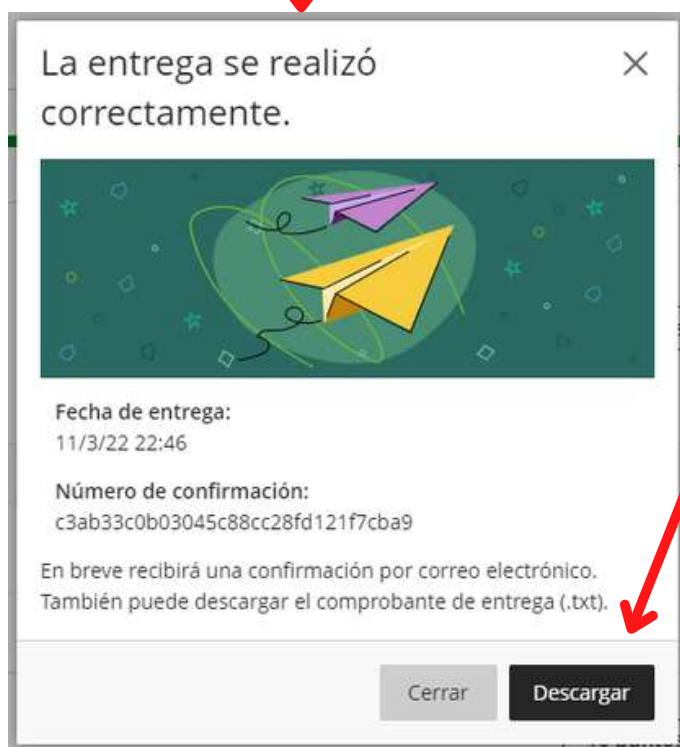 La entrega se realizó
correctamente.
Fecha de entrega:
11/3/22 22:46
Número de confirmación:
c3ab33c0b03045c88cc28fd121f7cba9
En breve recibirá una confirmación por correo electrónico.
También puede descargar el comprobante de entrega (.txt).
Cerrar
Descargar